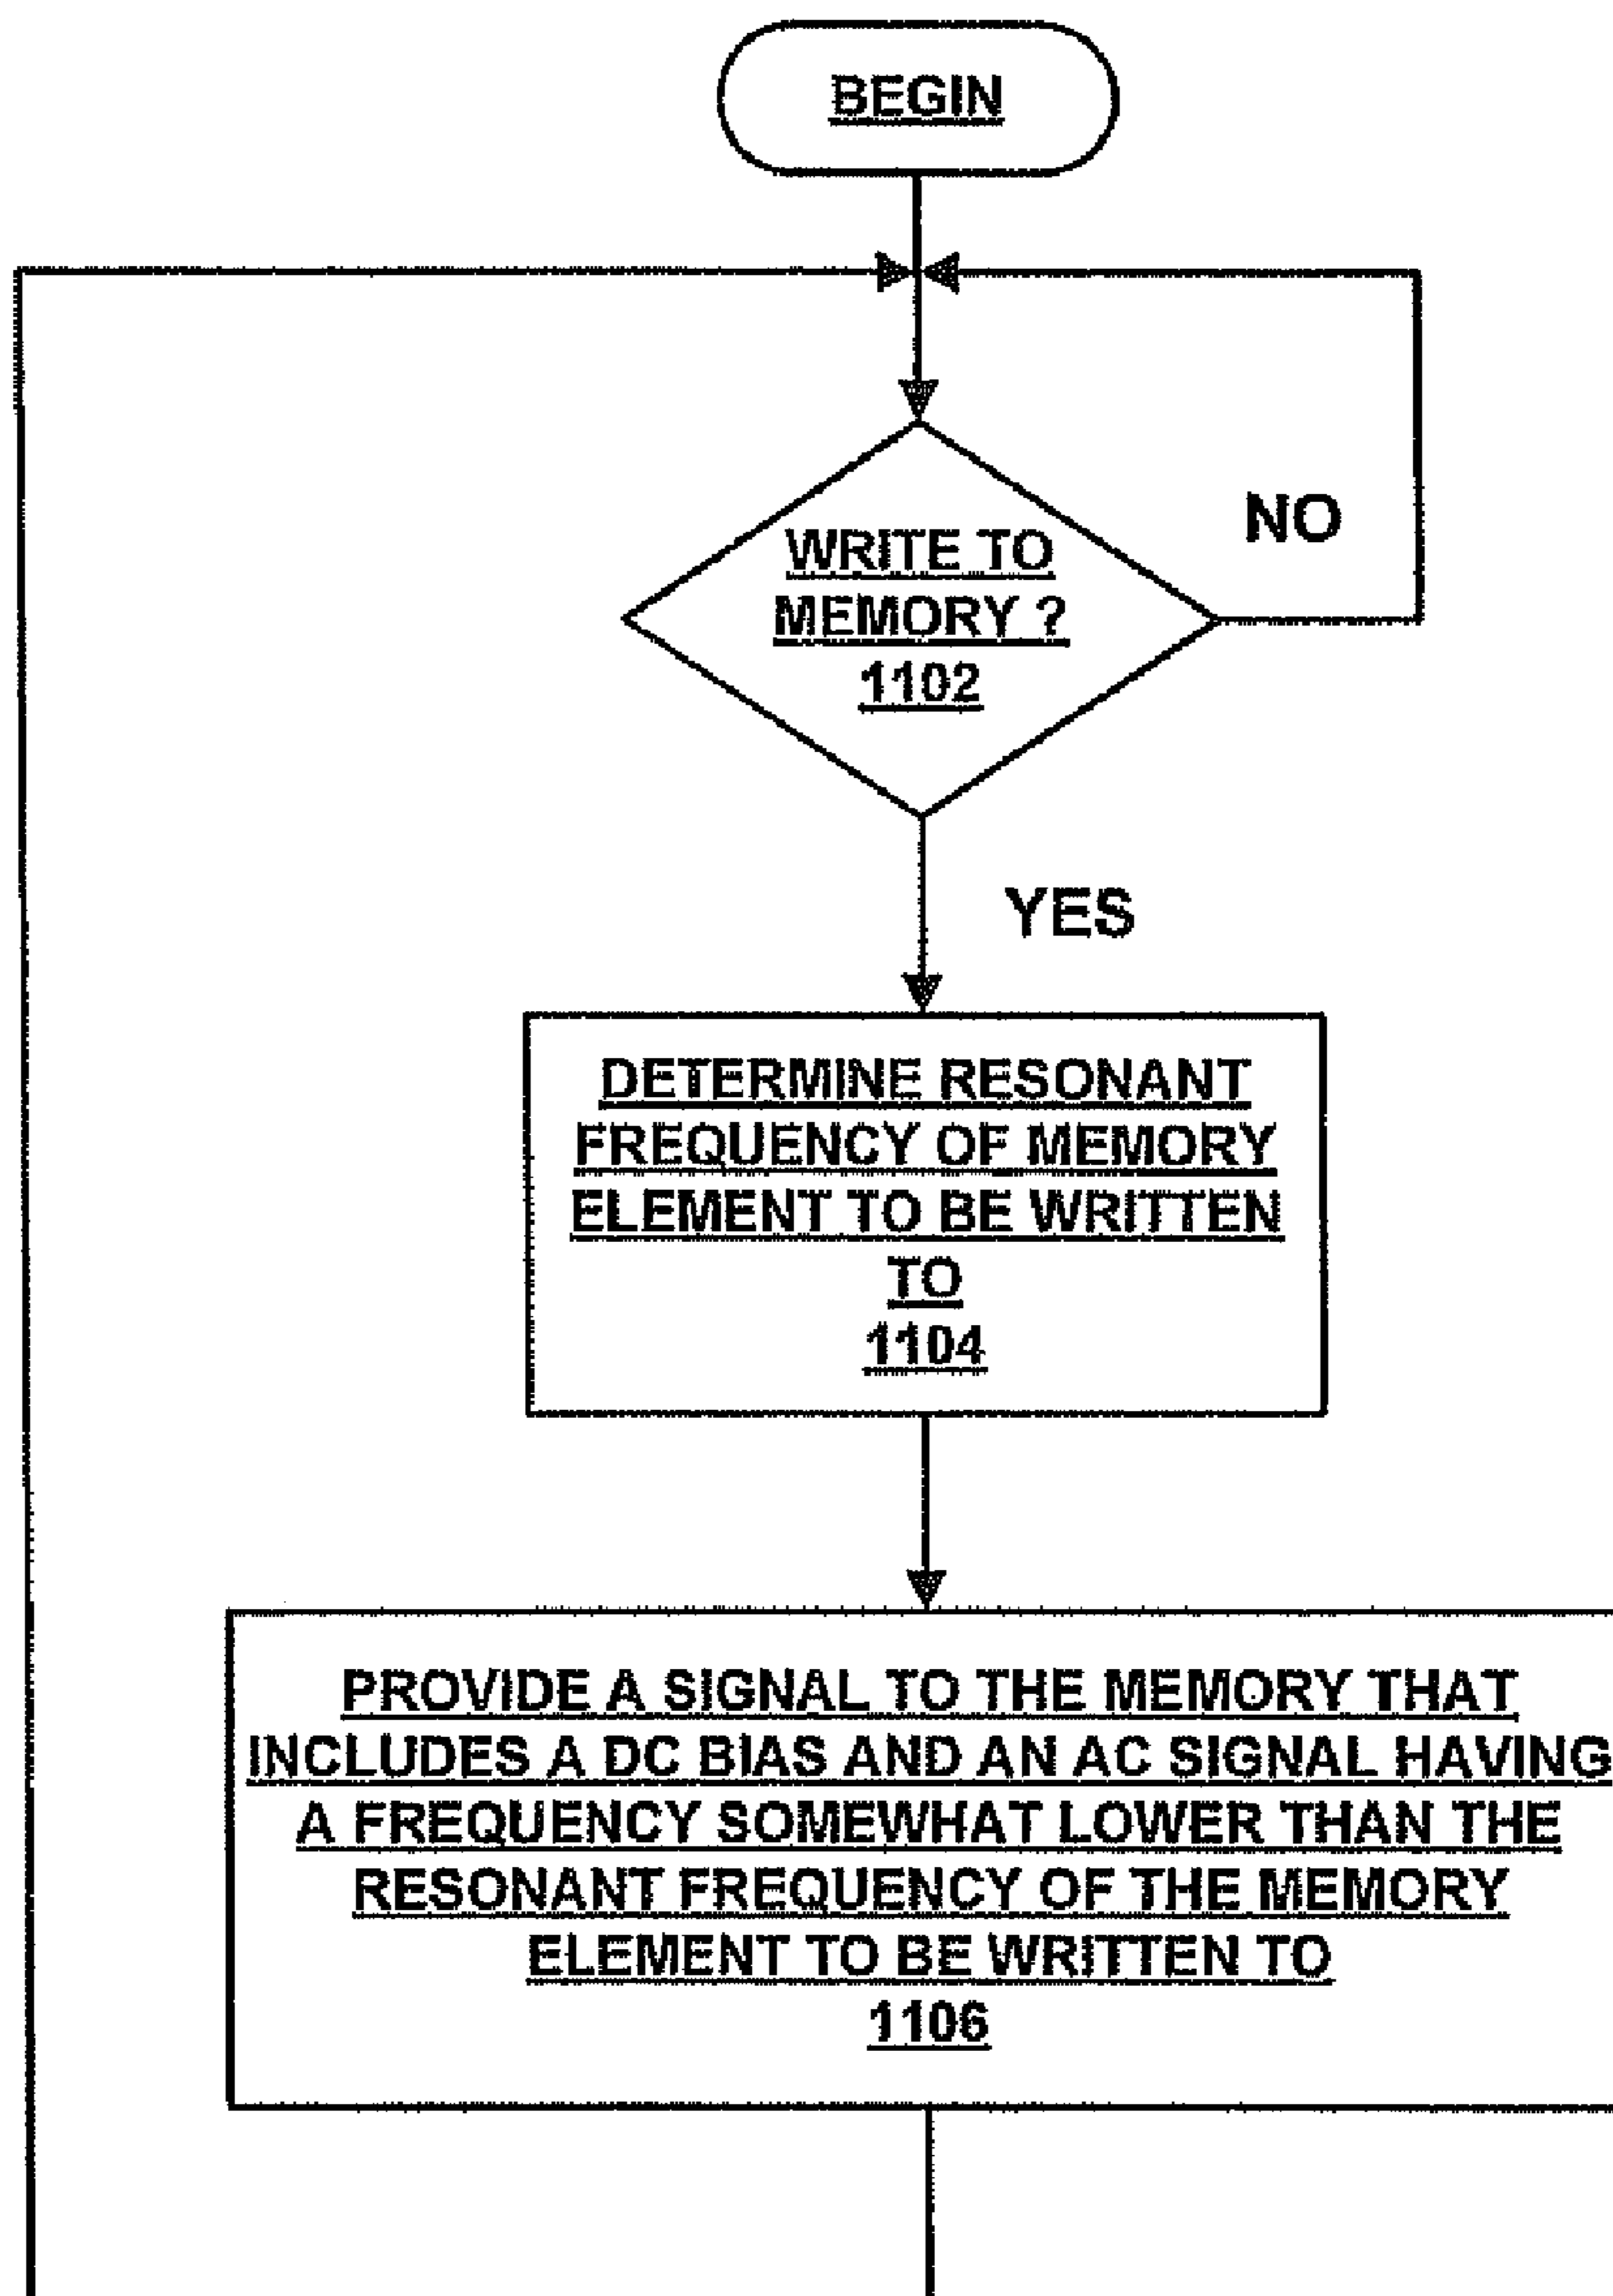 BEGIN
WRITE TO
MEMORY ?
1102
NO
YES
DETERMINE RESONANT
FREQUENCY OF MEMORY
ELEMENT TO BE WRITTEN
TO
1104
PROVIDE A SIGNAL TO THE MEMORY THAT
INCLUDES A DC BIAS AND AN AC SIGNAL HAVING
A FREQUENCY SOMEWHAT LOWER THAN THE
RESONANT FREQUENCY OF THE MEMORY
ELEMENT TO BE WRITTEN TO
1106